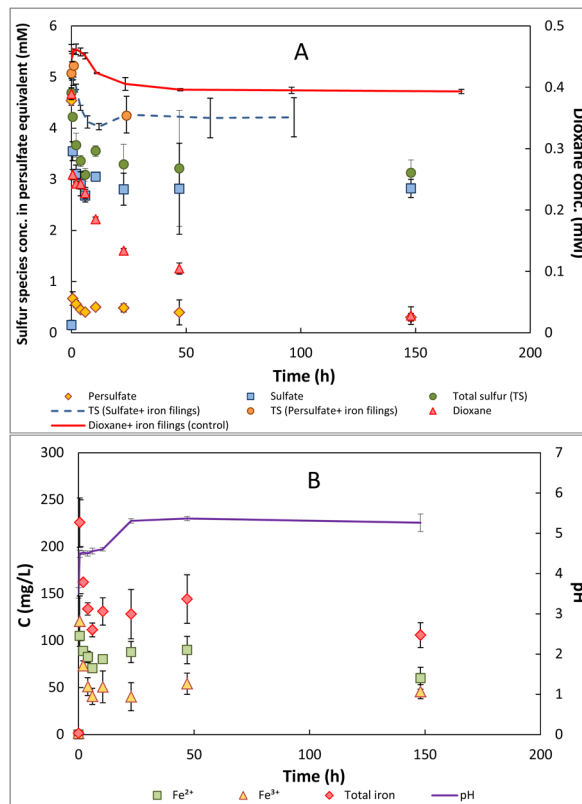 A
Sulfur species conc. in persulfate equivalent (mM)
6
5
4
3
2
1
0
Dioxane conc. (mM)
0.5
0.4
0.3
0.2
0.1
0
0 50 100 150 200
Time (h)
Persulfate Sulfate Total sulfur (TS)
TS (Sulfate+ iron filings) TS (Persulfate+ iron filings) Dioxane
Dioxane+ iron filings (control)
B
C (mg/L)
300
250
200
150
100
50
0
pH
7
6
5
4
3
2
1
0
0 50 100 150 200
Time (h)
Fe²⁺ Fe³⁺ Total iron pH